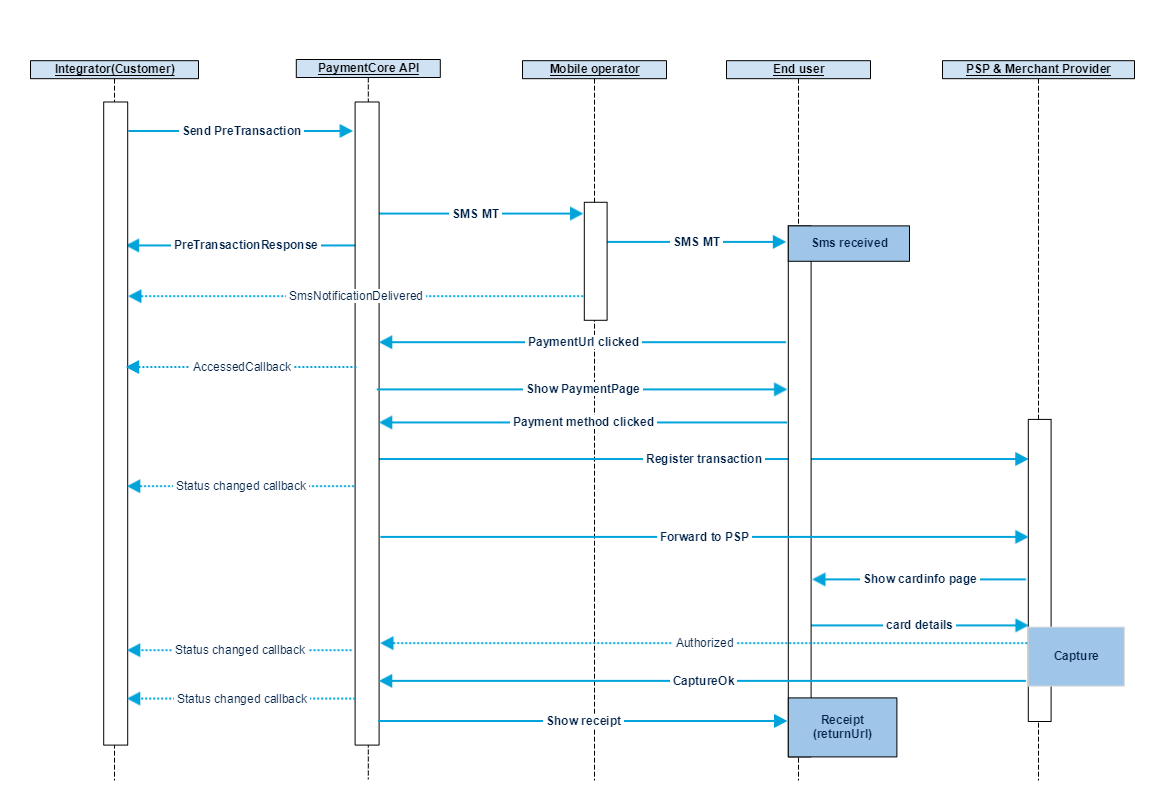 Integrator(Customer)
PaymentCore API
Mobile operator
End user
PSP & Merchant Provider
Send PreTransaction
SMS MT
PreTransactionResponse
SMS MT
Sms received
SmsNotificationDelivered
PaymentUrl clicked
AccessedCallback
Show PaymentPage
Payment method clicked
Register transaction
Status changed callback
Forward to PSP
Show cardinfo page
card details
Authorized
Status changed callback
Capture
CaptureOk
Status changed callback
Show receipt
Receipt
(returnUrl)